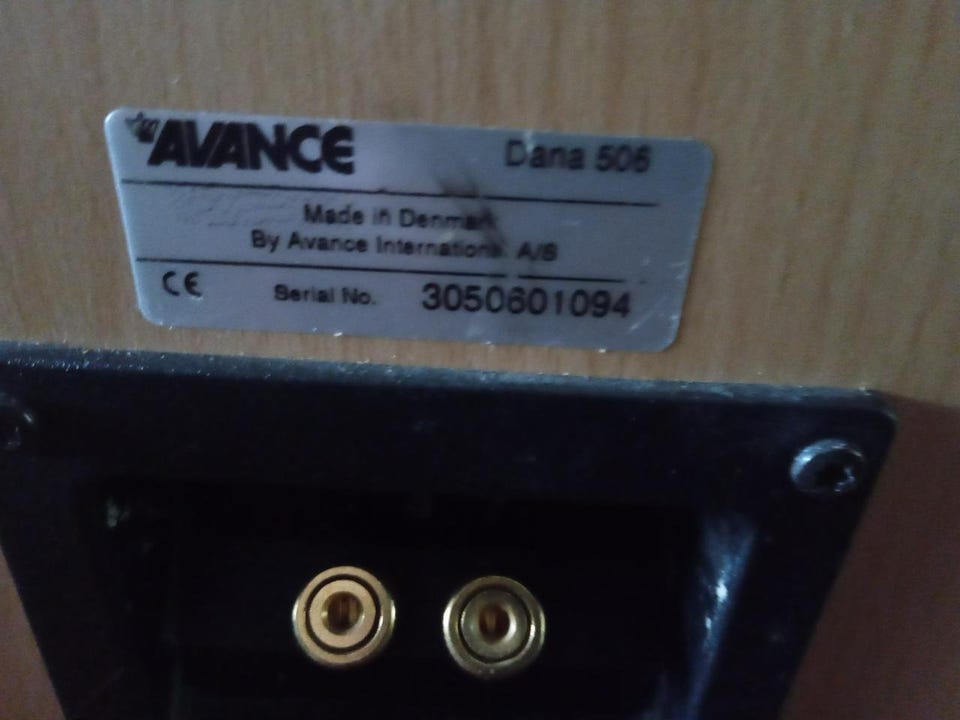 AVANCE Dana 506
Made in Denmark
By Avance International A/S
CE Serial No. 3050601094